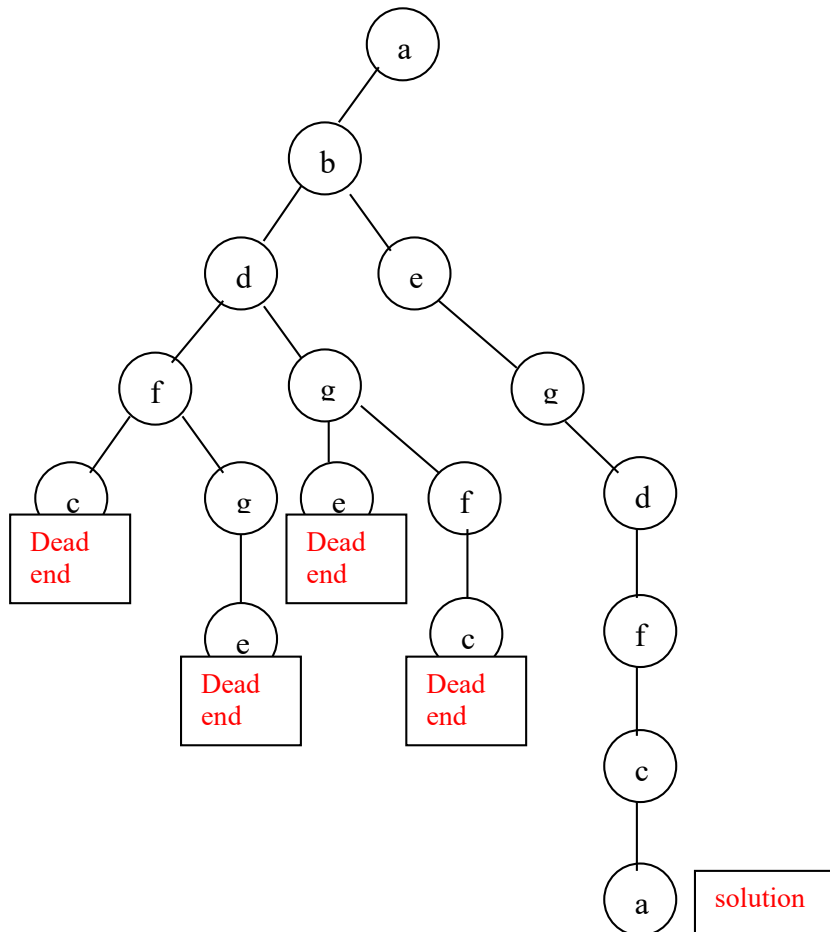 a
b
d e
f g g
c g e f d
Dead
end
Dead
end
e c f
Dead
end
Dead
end
c
a solution